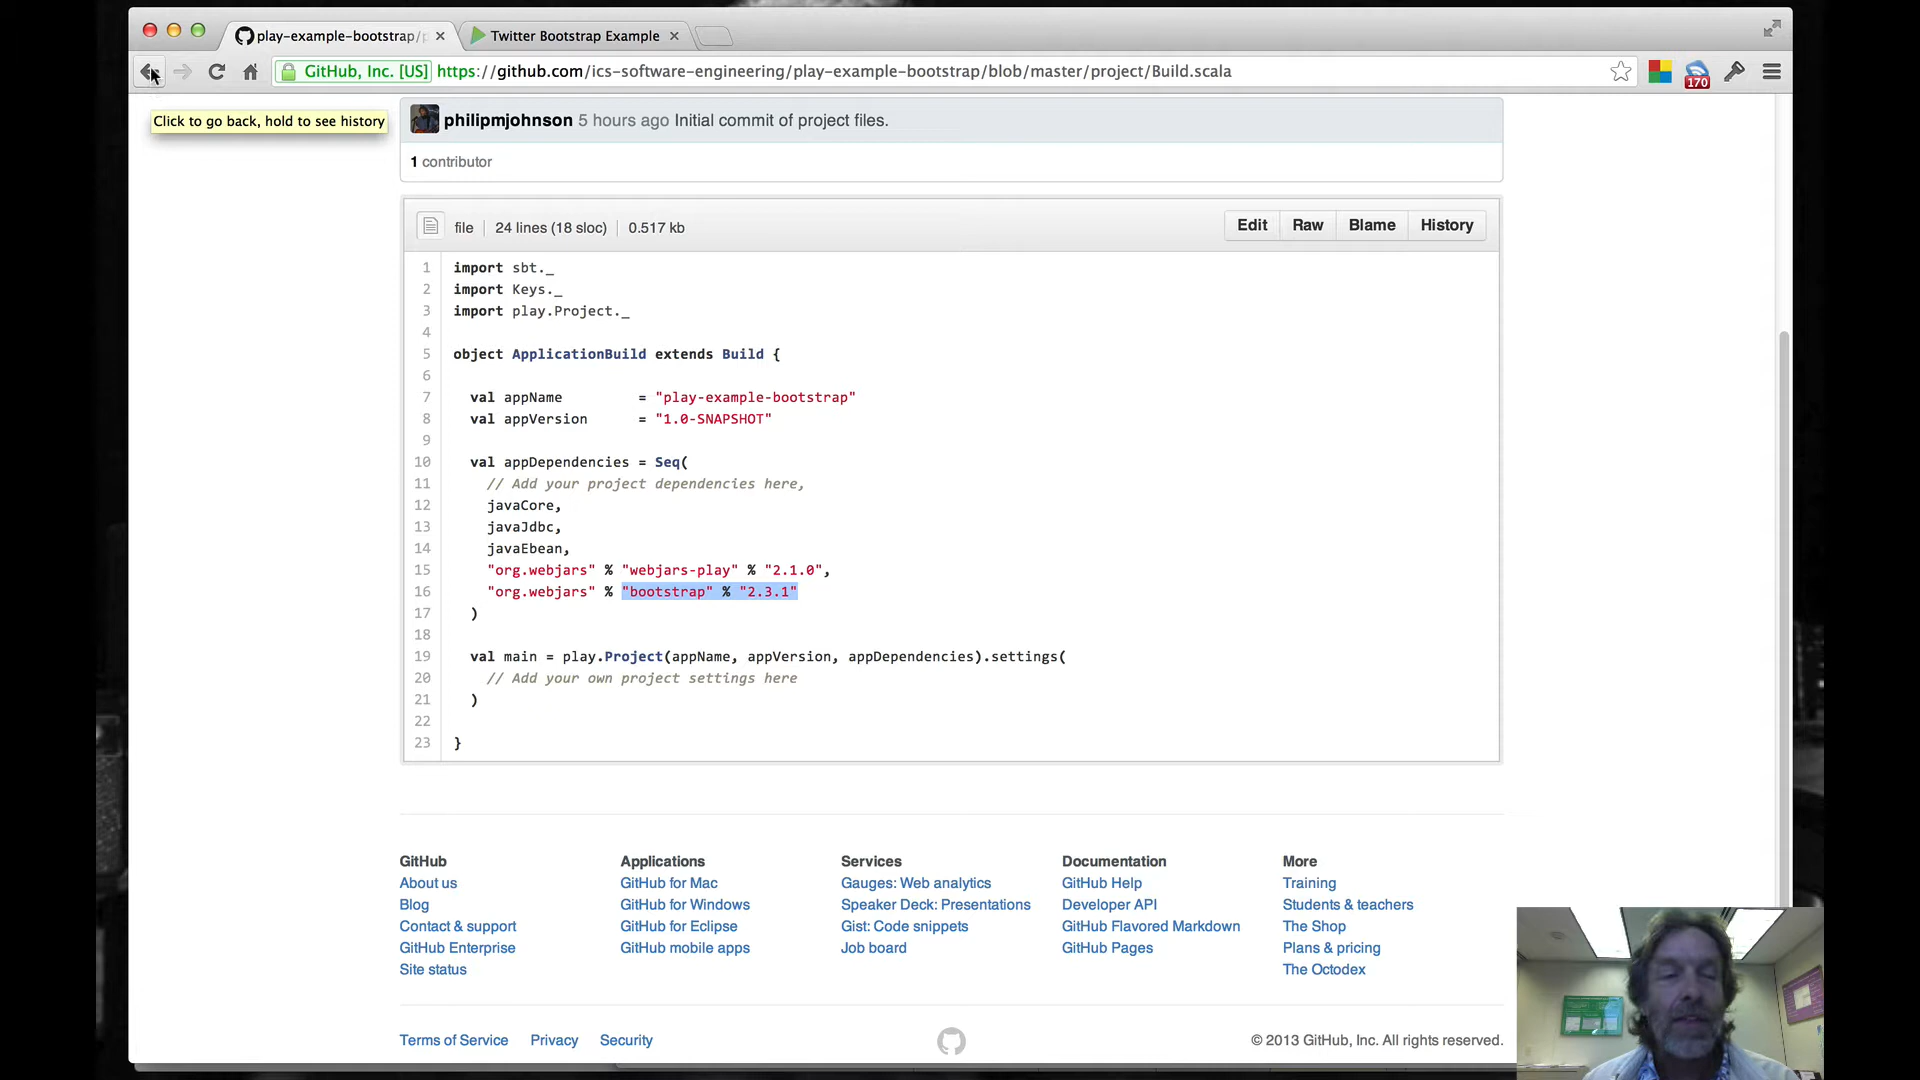 play-example-bootstrap/p
Twitter Bootstrap Example
GitHub, Inc. [US] https://github.com/ics-software-engineering/play-example-bootstrap/blob/master/project/Build.scala
170
Click to go back, hold to see history
philipmjohnson 5 hours ago Initial commit of project files.
1 contributor
file 24 lines (18 sloc) 0.517 kb
Edit Raw Blame History
1 import sbt._
2 import Keys._
3 import play.Project._
4
5 object ApplicationBuild extends Build {
6
7 val appName = "play-example-bootstrap"
8 val appVersion = "1.0-SNAPSHOT"
9
10 val appDependencies = Seq(
11 // Add your project dependencies here,
12 javaCore,
13 javaJdbc,
14 javaEbean,
15 "org.webjars" % "webjars-play" % "2.1.0",
16 "org.webjars" % "bootstrap" % "2.3.1"
17 )
18
19 val main = play.Project(appName, appVersion, appDependencies).settings(
20 // Add your own project settings here
21 )
22
23 }
GitHub Applications Services Documentation More
About us GitHub for Mac Gauges: Web analytics GitHub Help Training
Blog GitHub for Windows Speaker Deck: Presentations Developer API Students & teachers
Contact & support GitHub for Eclipse Gist: Code snippets GitHub Flavored Markdown The Shop
GitHub Enterprise GitHub mobile apps Job board GitHub Pages Plans & pricing
Site status The Octodex
Terms of Service Privacy Security © 2013 GitHub, Inc. All rights reserved.